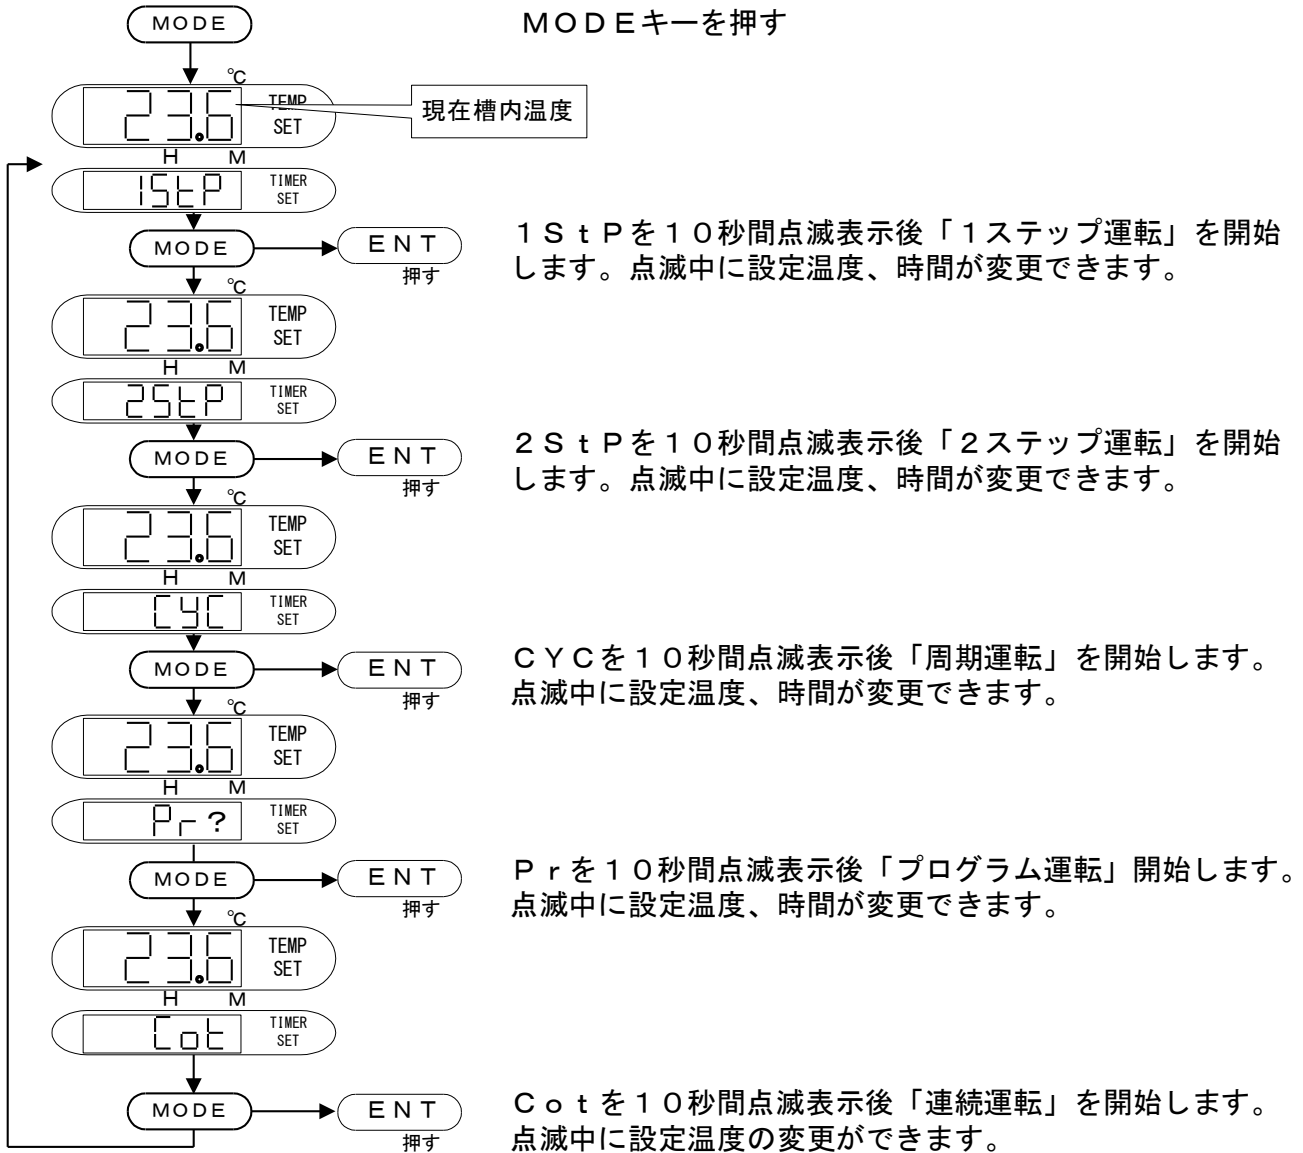 MODE
MODEキーを押す
℃
23.6
TEMP
SET
現在槽内温度
H M
1StP
TIMER
SET
MODE
ENT
押す
1StPを10秒間点滅表示後「1ステップ運転」を開始
します。点滅中に設定温度、時間が変更できます。
℃
23.6
TEMP
SET
H M
2StP
TIMER
SET
MODE
ENT
押す
2StPを10秒間点滅表示後「2ステップ運転」を開始
します。点滅中に設定温度、時間が変更できます。
℃
23.6
TEMP
SET
H M
CYC
TIMER
SET
MODE
ENT
押す
CYCを10秒間点滅表示後「周期運転」を開始します。
点滅中に設定温度、時間が変更できます。
℃
23.6
TEMP
SET
H M
Pr?
TIMER
SET
MODE
ENT
押す
Prを10秒間点滅表示後「プログラム運転」開始します。
点滅中に設定温度、時間が変更できます。
℃
23.6
TEMP
SET
H M
Cot
TIMER
SET
MODE
ENT
押す
Cotを10秒間点滅表示後「連続運転」を開始します。
点滅中に設定温度の変更ができます。